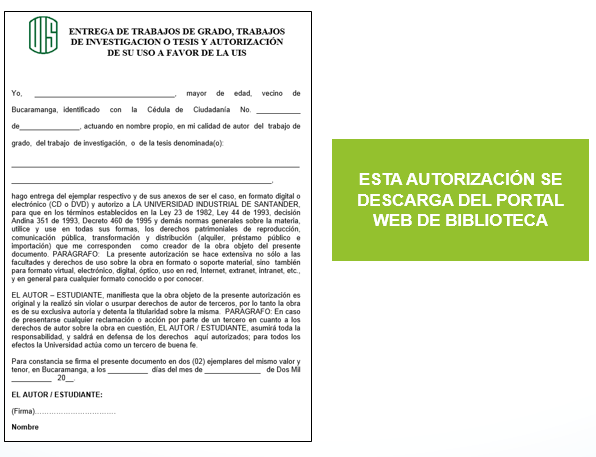 UIS
ENTREGA DE TRABAJOS DE GRADO, TRABAJOS
DE INVESTIGACION O TESIS Y AUTORIZACIÓN
DE SU USO A FAVOR DE LA UIS
Yo, ________________________________, mayor de edad, vecino de
Bucaramanga, identificado con la Cédula de Ciudadanía No. __________
de______________, actuando en nombre propio, en mi calidad de autor del trabajo de
grado, del trabajo de investigación, o de la tesis denominada(o):
________________________________________________________________
__________________________________________________________,
hago entrega del ejemplar respectivo y de sus anexos de ser el caso, en formato digital o
electrónico (CD o DVD) y autorizo a LA UNIVERSIDAD INDUSTRIAL DE SANTANDER,
para que en los términos establecidos en la Ley 23 de 1982, Ley 44 de 1993, decisión
Andina 351 de 1993, Decreto 460 de 1995 y demás normas generales sobre la materia,
utilice y use en todas sus formas, los derechos patrimoniales de reproducción,
comunicación pública, transformación y distribución (alquiler, préstamo público e
importación) que me corresponden como creador de la obra objeto del presente
documento. PARÁGRAFO: La presente autorización se hace extensiva no sólo a las
facultades y derechos de uso sobre la obra en formato o soporte material, sino también
para formato virtual, electrónico, digital, óptico, uso en red, Internet, extranet, intranet, etc.,
y en general para cualquier formato conocido o por conocer.
EL AUTOR – ESTUDIANTE, manifiesta que la obra objeto de la presente autorización es
original y la realizó sin violar o usurpar derechos de autor de terceros, por lo tanto la obra
es de su exclusiva autoría y detenta la titularidad sobre la misma. PARÁGRAFO: En caso
de presentarse cualquier reclamación o acción por parte de un tercero en cuanto a los
derechos de autor sobre la obra en cuestión, EL AUTOR / ESTUDIANTE, asumirá toda la
responsabilidad, y saldrá en defensa de los derechos aquí autorizados; para todos los
efectos la Universidad actúa como un tercero de buena fe.
Para constancia se firma el presente documento en dos (02) ejemplares del mismo valor y
tenor, en Bucaramanga, a los __________ días del mes de ______________ de Dos Mil
__________ 20__.
EL AUTOR / ESTUDIANTE:
(Firma)...............................
Nombre
ESTA AUTORIZACIÓN SE
DESCARGA DEL PORTAL
WEB DE BIBLIOTECA